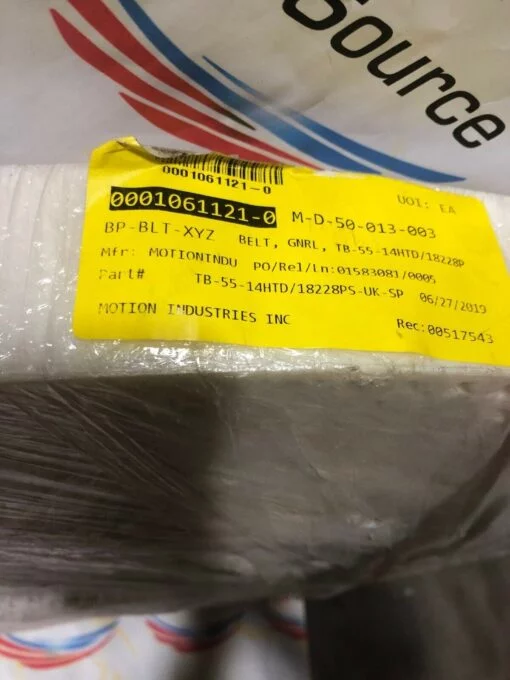 Source
0001061121-0
UOI: EA
0001061121-0 M-D-50-013-003
BP-BLT-XYZ BELT, GNRL, TB-55-14HTD/18228P
Mfr: MOTIONINDU PO/Rel/Ln:01583081/0005
Part# TB-55-14HTD/18228PS-UK-SP 06/27/2019
MOTION INDUSTRIES INC Rec:00517543